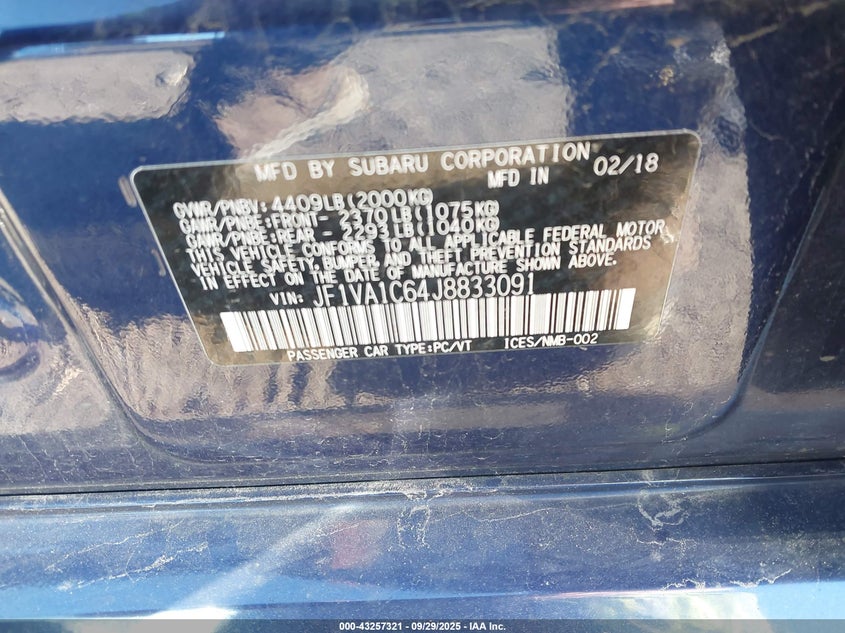 MFD BY SUBARU CORPORATION
MFD IN 02/18
GVWR/PNBV: 4409LB(2000KG)
GAWR/PNBE:FRONT- 2370LB(1075KG)
GAWR/PNBE:REAR - 2293LB(1040KG)
THIS VEHICLE CONFORMS TO ALL APPLICABLE FEDERAL MOTOR
VEHICLE SAFETY, BUMPER, AND THEFT PREVENTION STANDARDS
IN EFFECT ON THE DATE OF MANUFACTURE SHOWN ABOVE.
VIN: JF1VA1C64J8833091
PASSENGER CAR TYPE:PC/VT ICES/NMB-002
000-43257321 - 09/29/2025 - IAA Inc.